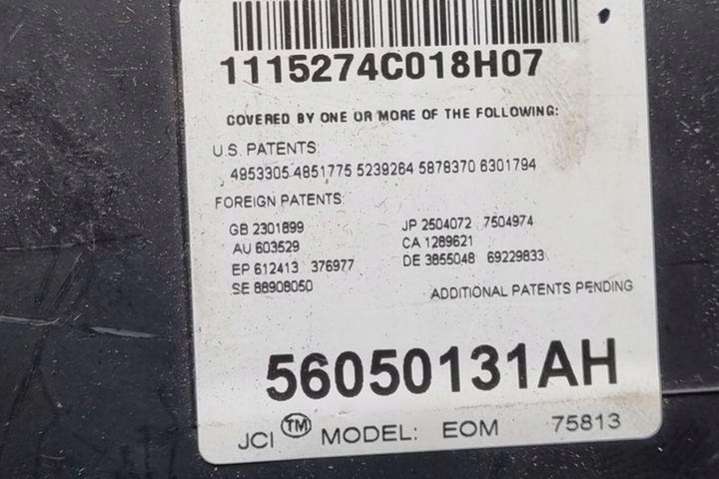 1115274C018H07
COVERED BY ONE OR MORE OF THE FOLLOWING:
U.S. PATENTS:
4953305 4851775 5239264 5878370 6301794
FOREIGN PATENTS:
GB 2301899 JP 2504072 7504974
AU 603529 CA 1289621
EP 612413 376977 DE 3855048 69229833
SE 88908050
ADDITIONAL PATENTS PENDING
56050131AH
JCI TM MODEL: EOM 75813